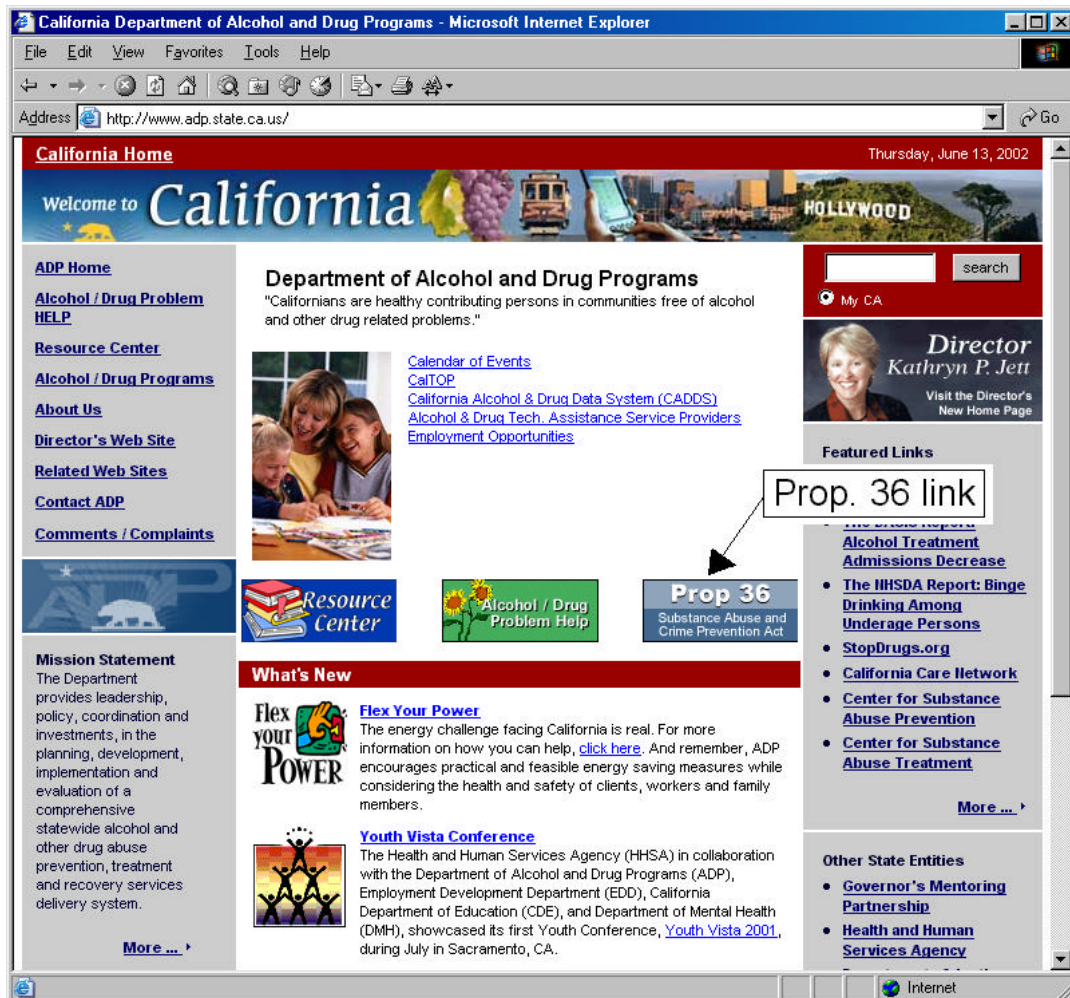 California Department of Alcohol and Drug Programs - Microsoft Internet Explorer
File Edit View Favorites Tools Help
Address http://www.adp.state.ca.us/ Go
California Home Thursday, June 13, 2002
Welcome to California
HOLLYWOOD
ADP Home
Alcohol / Drug Problem
HELP
Resource Center
Alcohol / Drug Programs
About Us
Director's Web Site
Related Web Sites
Contact ADP
Comments / Complaints
ADP
Mission Statement
The Department
provides leadership,
policy, coordination and
investments, in the
planning, development,
implementation and
evaluation of a
comprehensive
statewide alcohol and
other drug abuse
prevention, treatment
and recovery services
delivery system.
More ...
Department of Alcohol and Drug Programs
"Californians are healthy contributing persons in communities free of alcohol
and other drug related problems."
Calendar of Events
CalTOP
California Alcohol & Drug Data System (CADDS)
Alcohol & Drug Tech. Assistance Service Providers
Employment Opportunities
Prop. 36 link
Resource
Center
Alcohol / Drug
Problem Help
Prop 36
Substance Abuse and
Crime Prevention Act
What's New
Flex
your
POWER
Flex Your Power
The energy challenge facing California is real. For more
information on how you can help, click here. And remember, ADP
encourages practical and feasible energy saving measures while
considering the health and safety of clients, workers and family
members.
Youth Vista Conference
The Health and Human Services Agency (HHSA) in collaboration
with the Department of Alcohol and Drug Programs (ADP),
Employment Development Department (EDD), California
Department of Education (CDE), and Department of Mental Health
(DMH), showcased its first Youth Conference, Youth Vista 2001,
during July in Sacramento, CA.
search
My CA
Director
Kathryn P. Jett
Visit the Director's
New Home Page
Featured Links
Alcohol Treatment
Admissions Decrease
The NHSDA Report: Binge
Drinking Among
Underage Persons
StopDrugs.org
California Care Network
Center for Substance
Abuse Prevention
Center for Substance
Abuse Treatment
More ...
Other State Entities
Governor's Mentoring
Partnership
Health and Human
Services Agency
Internet